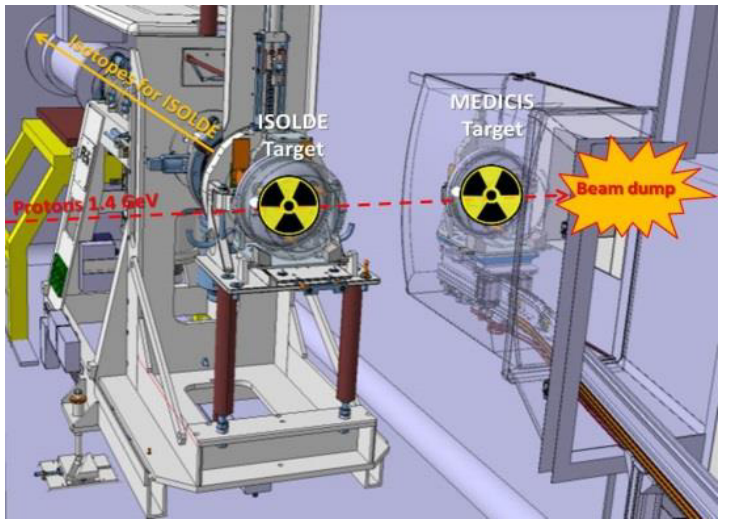 Isotopes for ISOLDE
ISOLDE
Target
MEDICIS
Target
Protons 1.4 GeV
Beam dump